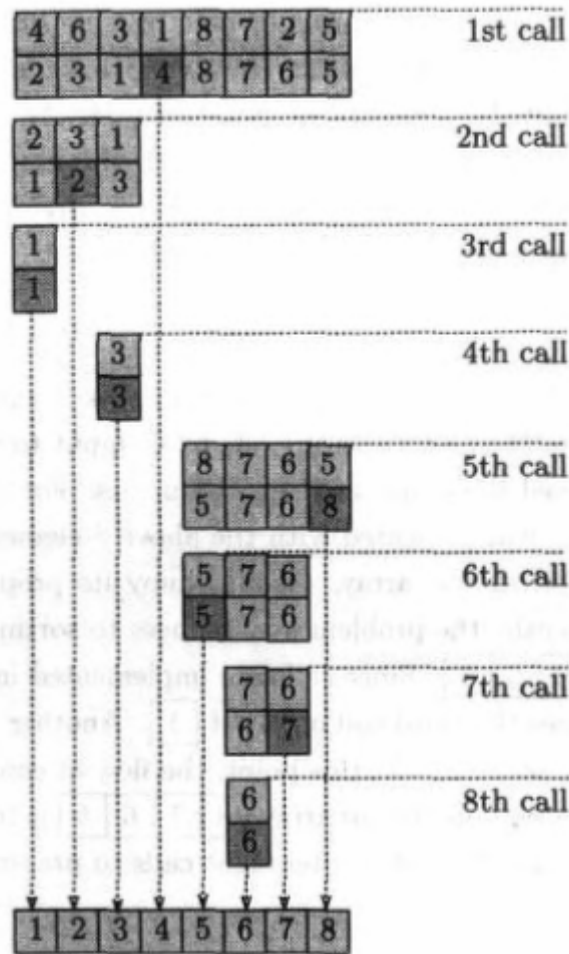 4 6 3 1 8 7 2 5 1st call
2 3 1 4 8 7 6 5
2 3 1 2nd call
1 2 3
1 3rd call
1
3 4th call
3
8 7 6 5 5th call
5 7 6 8
5 7 6 6th call
5 7 6
7 6 7th call
6 7
6 8th call
6
1 2 3 4 5 6 7 8